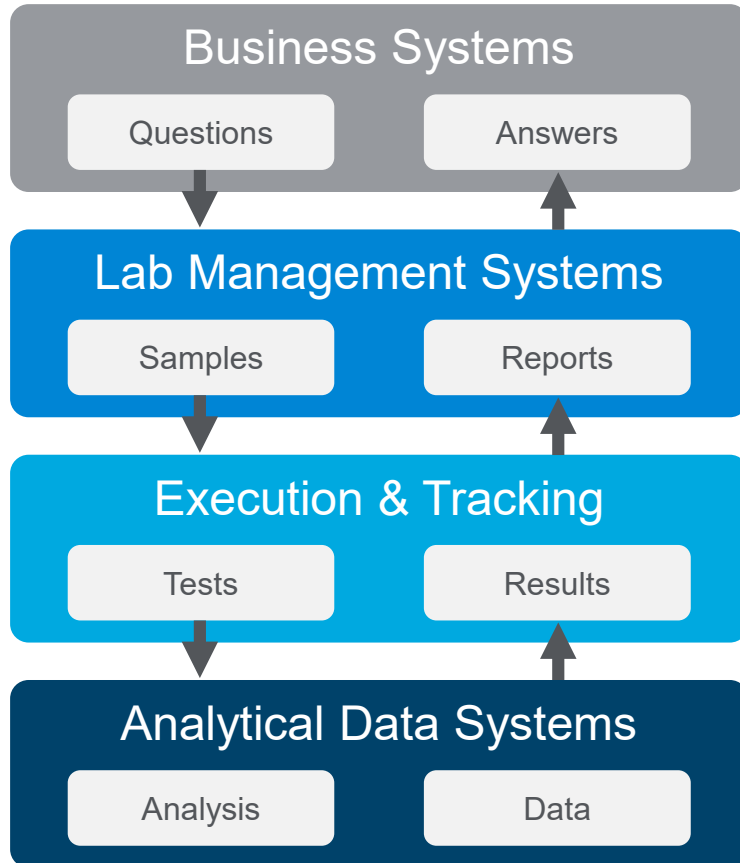 Business Systems
Questions
Answers
Lab Management Systems
Samples
Reports
Execution & Tracking
Tests
Results
Analytical Data Systems
Analysis
Data